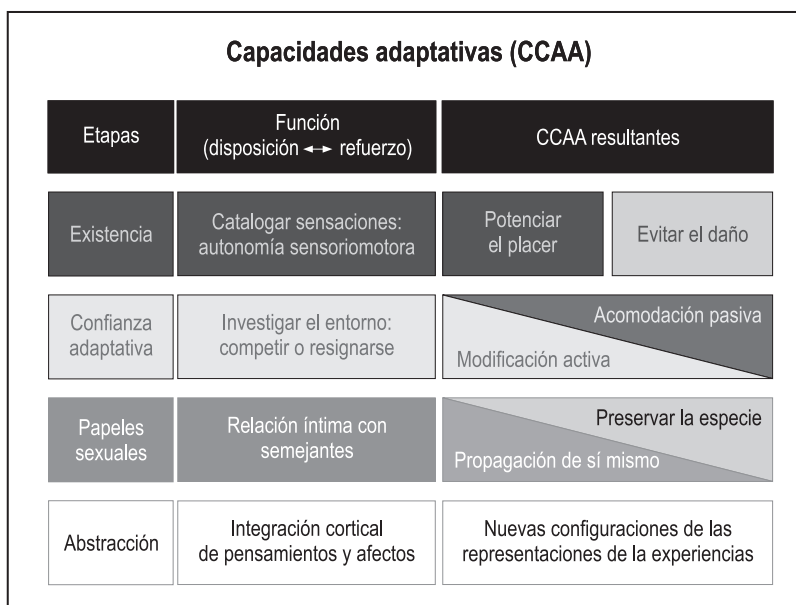 Capacidades adaptativas (CCAA)
Etapas
Función
(disposición ↔ refuerzo)
CCAA resultantes
Existencia
Catalogar sensaciones:
autonomía sensoriomotora
Potenciar
el placer
Evitar el daño
Confianza
adaptativa
Investigar el entorno:
competir o resignarse
Acomodación pasiva
Modificación activa
Papeles
sexuales
Relación íntima con
semejantes
Preservar la especie
Propagación de sí mismo
Abstracción
Integración cortical
de pensamientos y afectos
Nuevas configuraciones de las
representaciones de la experiencias